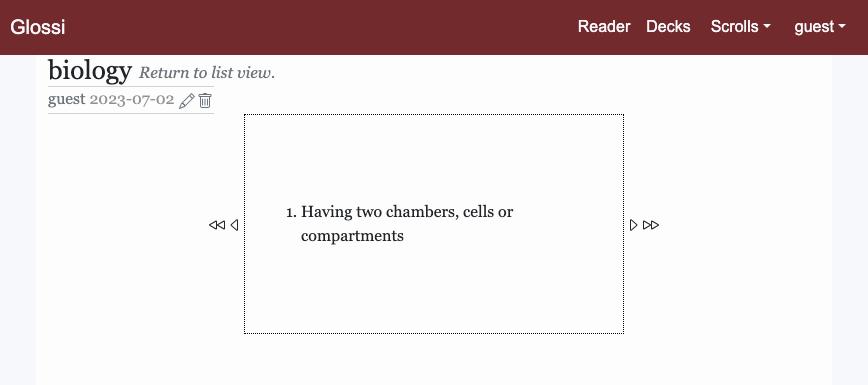 Glossi
Reader Decks Scrolls guest
biology Return to list view.
guest 2023-07-02
1. Having two chambers, cells or
compartments